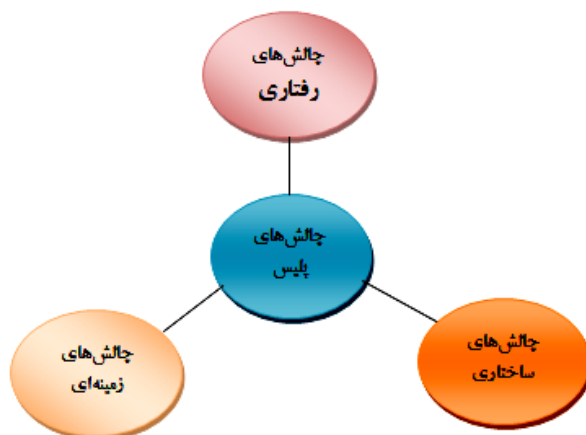 چالش‌های
رفتاری
چالش‌های
پلیس
چالش‌های
ساختاری
چالش‌های
زمینه‌ای